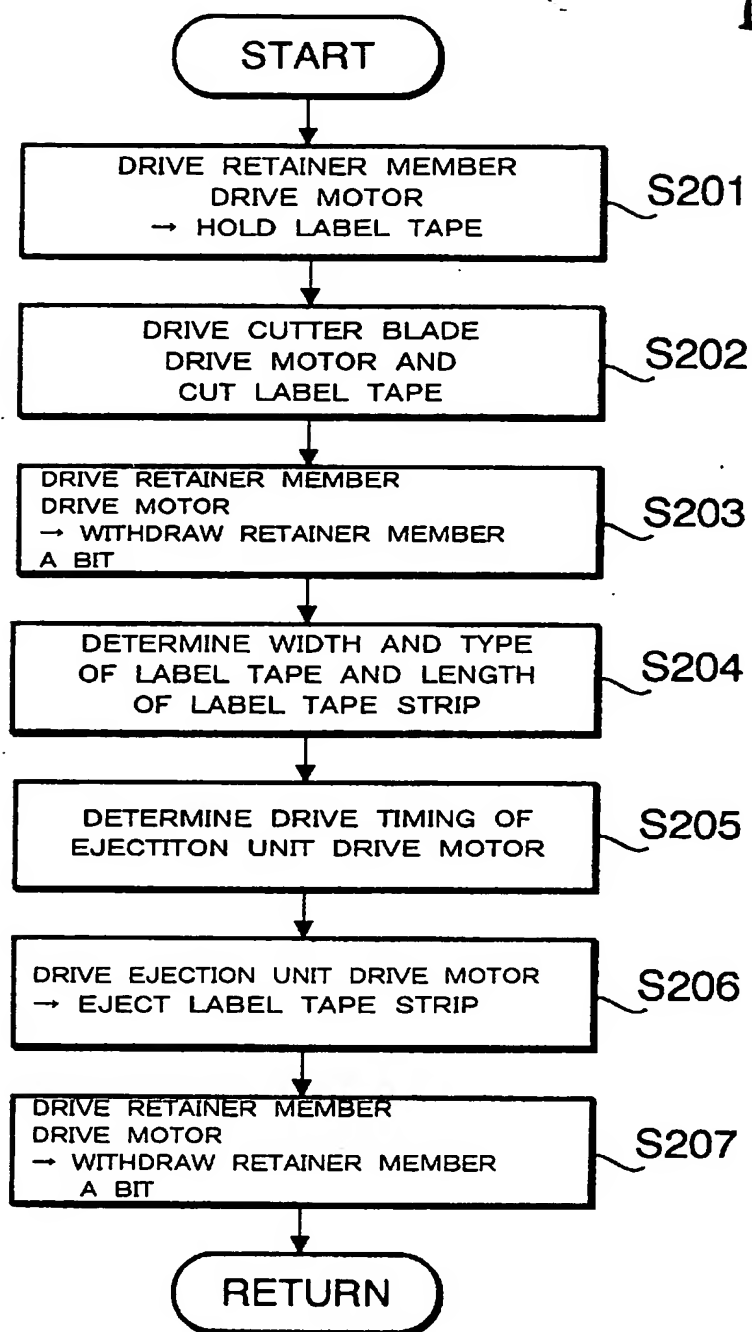 START
DRIVE RETAINER MEMBER
DRIVE MOTOR
→ HOLD LABEL TAPE
S201
DRIVE CUTTER BLADE
DRIVE MOTOR AND
CUT LABEL TAPE
S202
DRIVE RETAINER MEMBER
DRIVE MOTOR
→ WITHDRAW RETAINER MEMBER
A BIT
S203
DETERMINE WIDTH AND TYPE
OF LABEL TAPE AND LENGTH
OF LABEL TAPE STRIP
S204
DETERMINE DRIVE TIMING OF
EJECTITON UNIT DRIVE MOTOR
S205
DRIVE EJECTION UNIT DRIVE MOTOR
→ EJECT LABEL TAPE STRIP
S206
DRIVE RETAINER MEMBER
DRIVE MOTOR
→ WITHDRAW RETAINER MEMBER
A BIT
S207
RETURN